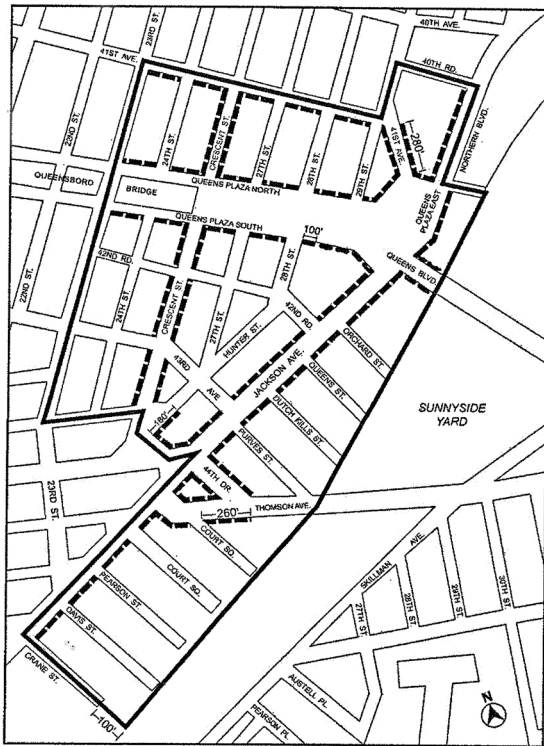 40TH AVE.
23RD ST.
41ST AVE.
40TH RD.
NORTHERN BLVD.
22ND ST.
24TH ST.
CRESCENT ST.
27TH ST.
28TH ST.
29TH ST.
41ST AVE.
280'
QUEENSBORO
BRIDGE
QUEENS PLAZA NORTH
QUEENS PLAZA EAST
QUEENS PLAZA SOUTH
100'
QUEENS BLVD.
42ND RD.
22ND ST.
24TH ST.
CRESCENT ST.
28TH ST.
42ND RD.
27TH ST.
HUNTER ST.
43RD AVE
JACKSON AVE.
ORCHARD ST.
QUEENS ST.
DUTCH KILLS ST.
PURVES ST.
SUNNYSIDE
YARD
160'
44TH DR.
23RD ST.
THOMSON AVE.
260'
COURT SQ.
COURT SQ.
PEARSON ST.
DAVIS ST.
CRANE ST.
100'
SKILLMAN AVE
27TH ST.
28TH ST.
29TH ST.
30TH ST.
AUSTELL PL.
PEARSON PL.
N